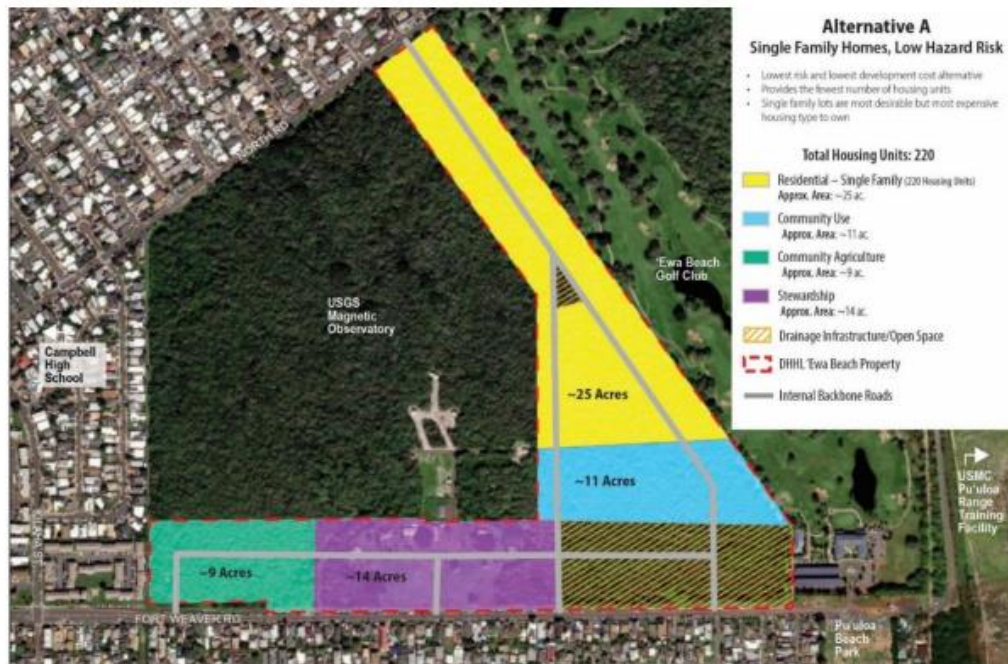 Alternative A
Single Family Homes, Low Hazard Risk
• Lowest risk and lowest development cost alternative
• Provides the fewest number of housing units
• Single family lots are most desirable but most expensive
housing type to own
Total Housing Units: 220
Residential – Single Family (220 Housing Units)
Approx. Area: ~25 ac.
Community Use
Approx. Area: ~11 ac.
Community Agriculture
Approx. Area: ~9 ac.
Stewardship
Approx. Area: ~14 ac.
Drainage Infrastructure/Open Space
DHHL 'Ewa Beach Property
Internal Backbone Roads
'Ewa Beach
Golf Club
USGS
Magnetic
Observatory
Campbell
High
School
~25 Acres
~11 Acres
USMC
Pu'uloa
Range
Training
Facility
~9 Acres
~14 Acres
FORT WEAVER RD
Pu'uloa
Beach
Park